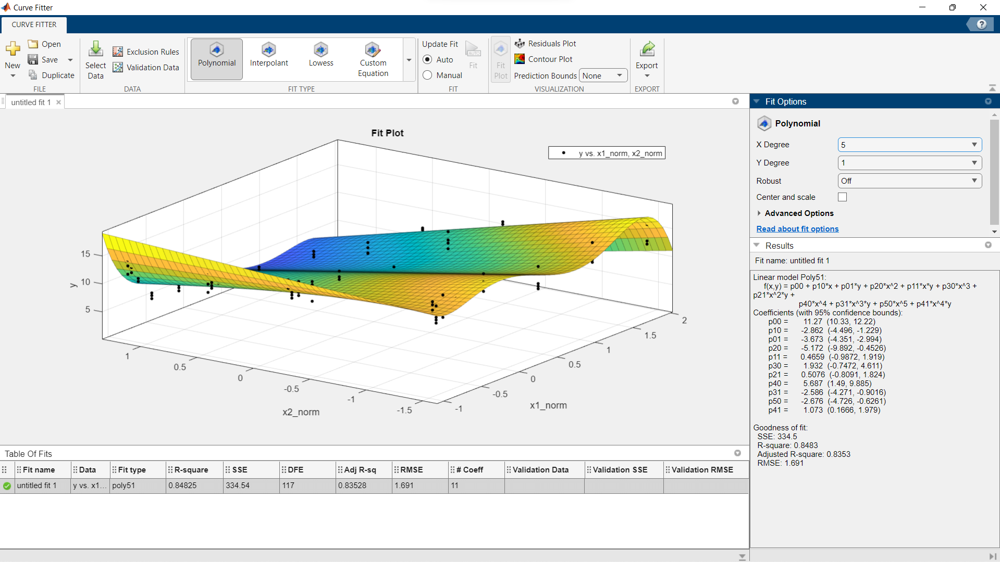 Curve Fitter
CURVE FITTER
New
Open
Save
Duplicate
FILE
Select
Data
Exclusion Rules
Validation Data
DATA
Polynomial
Interpolant
Lowess
Custom
Equation
FIT TYPE
Update Fit
Auto
Manual
AUTO
Fit
FIT
Fit
Plot
Residuals Plot
Contour Plot
Prediction Bounds
None
VISUALIZATION
Export
EXPORT
untitled fit 1
Fit Plot
y vs. x1_norm, x2_norm
15
10
5
y
1
0.5
0
-0.5
-1
-1.5
x2_norm
-1
-0.5
0
0.5
1
1.5
2
x1_norm
Table Of Fits
Fit name Data Fit type R-square SSE DFE Adj R-sq RMSE # Coeff Validation Data Validation SSE Validation RMSE
untitled fit 1 y vs. x1... poly51 0.84825 334.54 117 0.83528 1.691 11
Fit Options
Polynomial
X Degree 5
Y Degree 1
Robust Off
Center and scale
Advanced Options
Read about fit options
Results
Fit name: untitled fit 1
Linear model Poly51:
f(x,y) = p00 + p10*x + p01*y + p20*x^2 + p11*x*y + p30*x^3 +
p21*x^2*y +
p40*x^4 + p31*x^3*y + p50*x^5 + p41*x^4*y
Coefficients (with 95% confidence bounds):
p00 = 11.27 (10.33, 12.22)
p10 = -2.862 (-4.496, -1.229)
p01 = -3.673 (-4.351, -2.994)
p20 = -5.172 (-9.892, -0.4526)
p11 = 0.4659 (-0.9872, 1.919)
p30 = 1.932 (-0.7472, 4.611)
p21 = 0.5076 (-0.8091, 1.824)
p40 = 5.687 (1.49, 9.885)
p31 = -2.586 (-4.271, -0.9016)
p50 = -2.676 (-4.726, -0.6261)
p41 = 1.073 (0.1666, 1.979)
Goodness of fit:
SSE: 334.5
R-square: 0.8483
Adjusted R-square: 0.8353
RMSE: 1.691